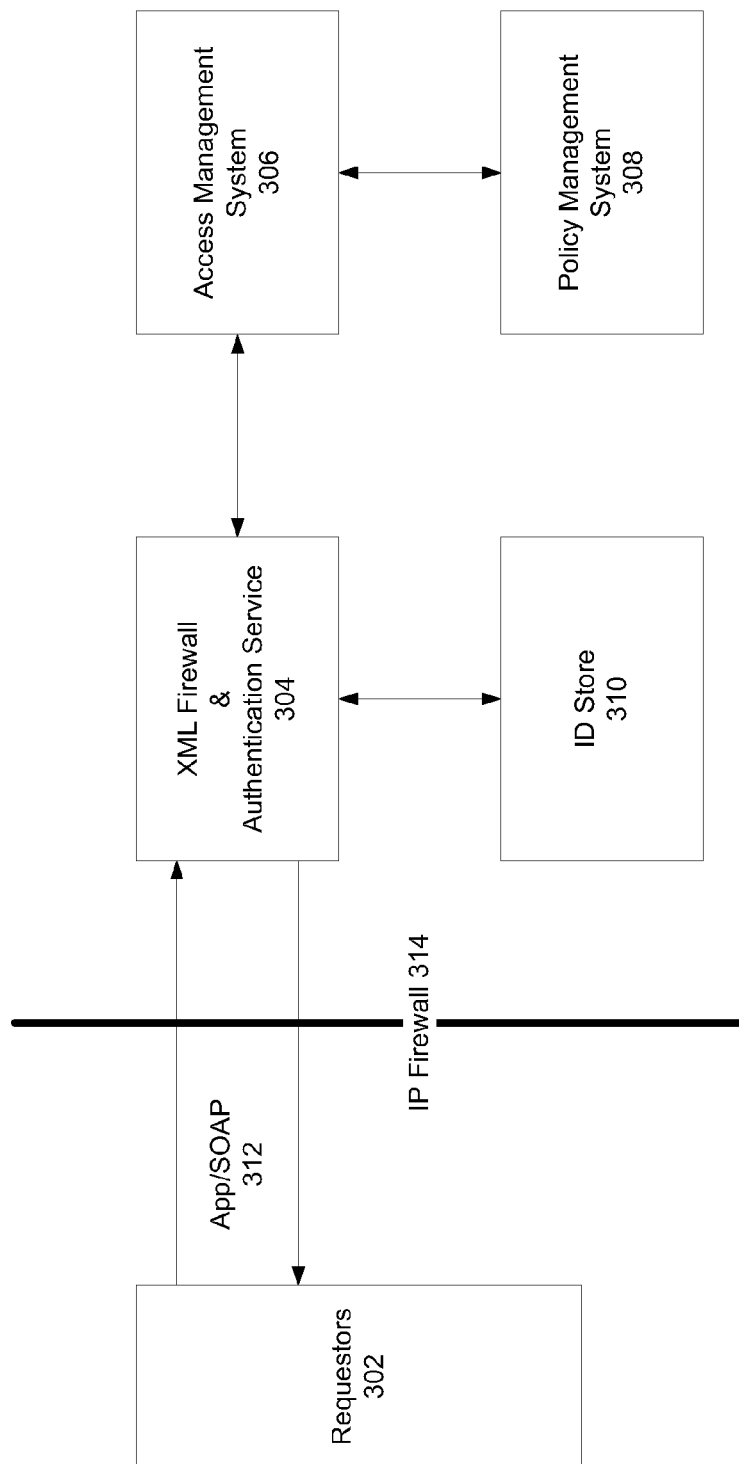 Requestors
302
App/SOAP
312
IP Firewall 314
XML Firewall
&
Authentication Service
304
ID Store
310
Access Management
System
306
Policy Management
System
308